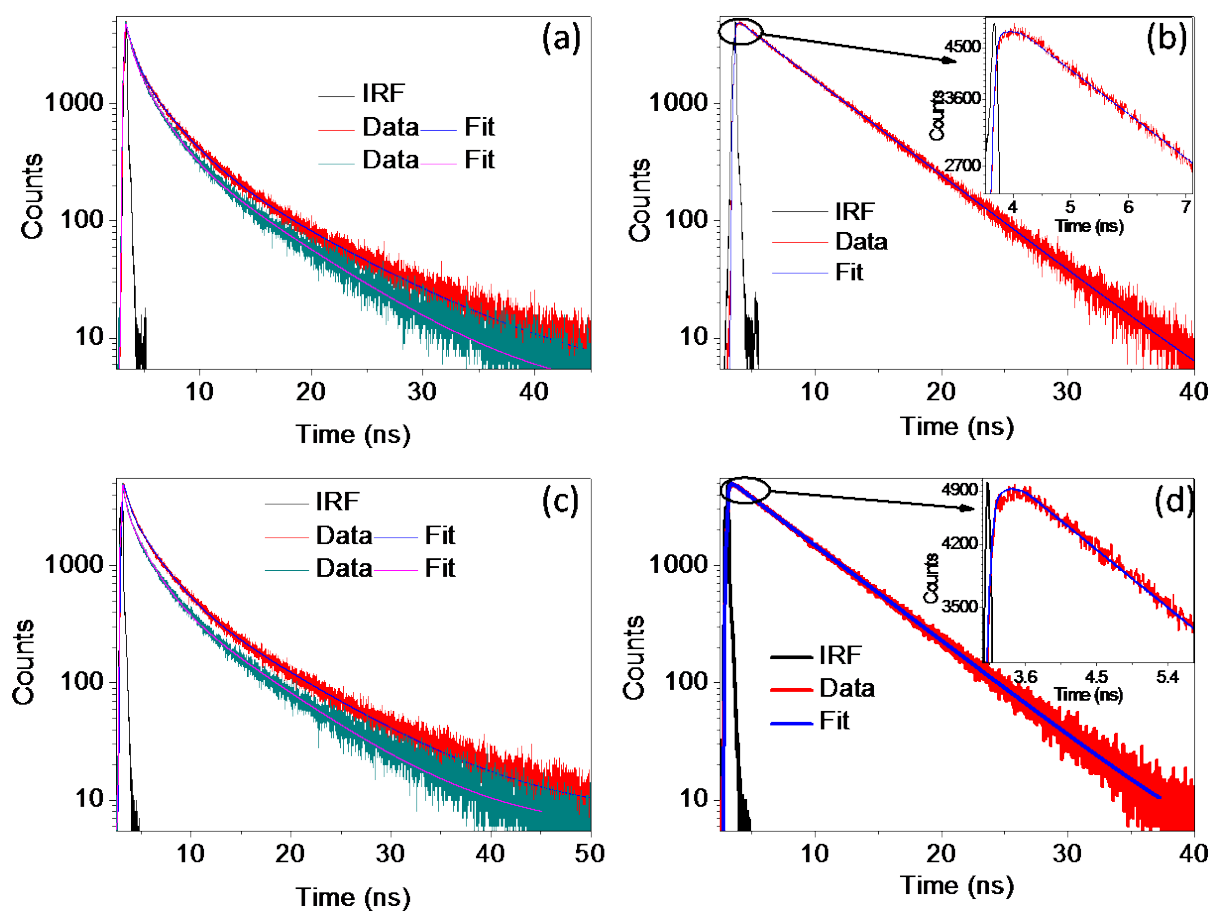 (a)
IRF
Data Fit
Data Fit
Counts
1000
100
10
10 20 30 40
Time (ns)
(b)
IRF
Data
Fit
Counts
1000
100
10
10 20 30 40
Time (ns)
Counts
4500
3600
2700
4 5 6 7
Time (ns)
(c)
IRF
Data Fit
Data Fit
Counts
1000
100
10
10 20 30 40 50
Time (ns)
(d)
IRF
Data
Fit
Counts
1000
100
10
10 20 30 40
Time (ns)
Counts
4900
4200
3500
3.6 4.5 5.4
Time (ns)